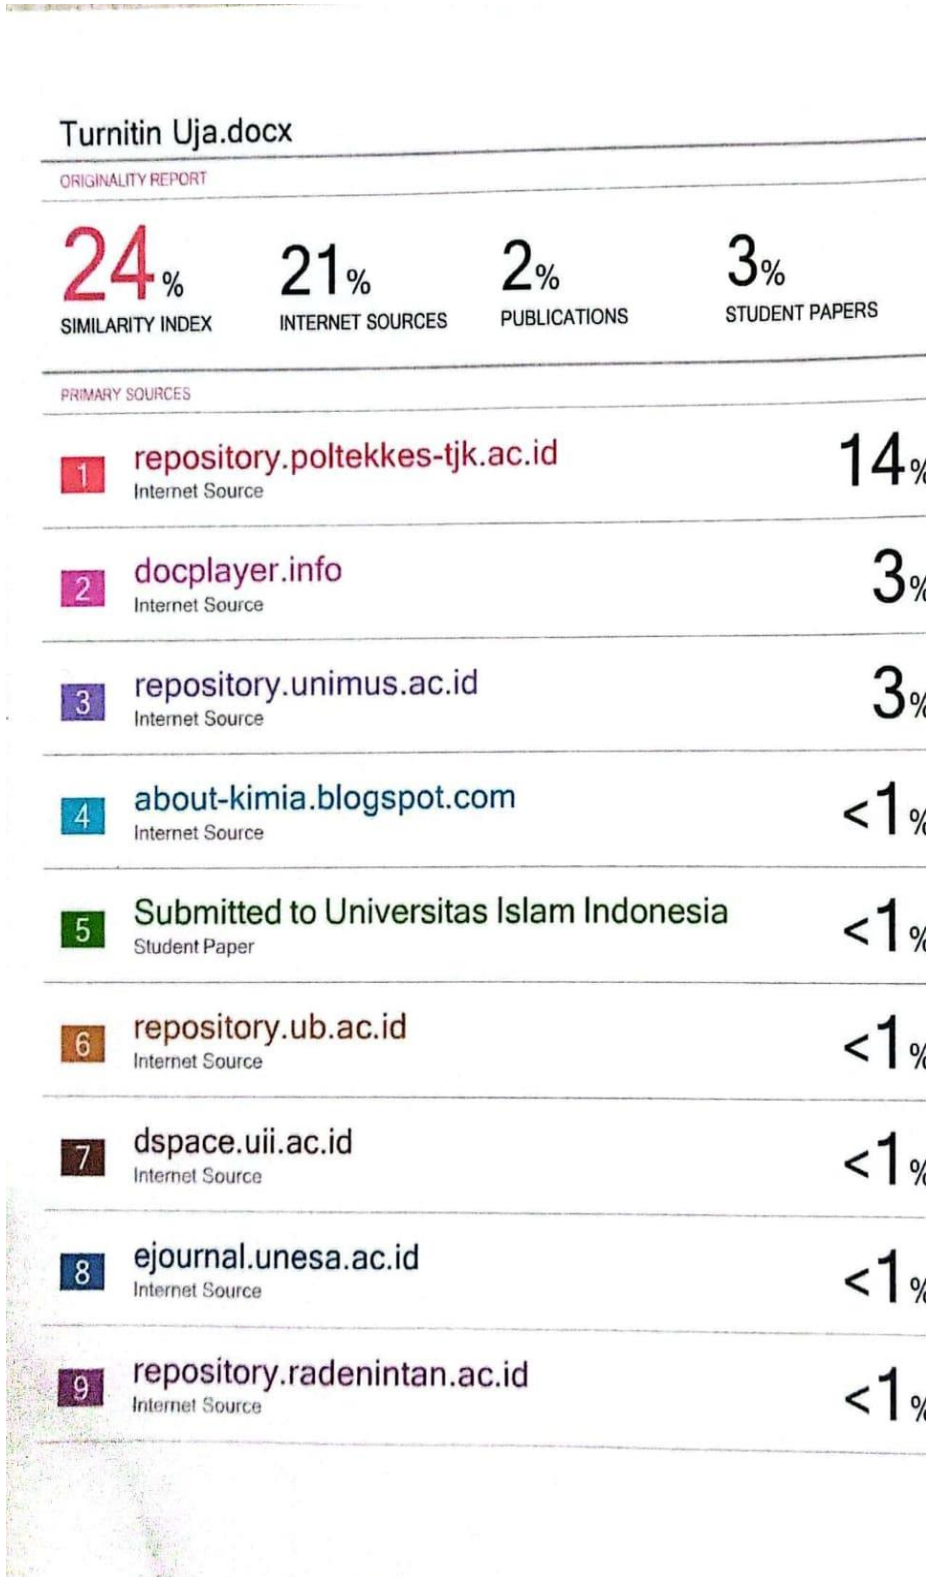 Turnitin Uja.docx
ORIGINALITY REPORT
24% 21% 2% 3%
SIMILARITY INDEX INTERNET SOURCES PUBLICATIONS STUDENT PAPERS
PRIMARY SOURCES
1 repository.poltekkes-tjk.ac.id 14%
Internet Source
2 docplayer.info 3%
Internet Source
3 repository.unimus.ac.id 3%
Internet Source
4 about-kimia.blogspot.com <1%
Internet Source
5 Submitted to Universitas Islam Indonesia <1%
Student Paper
6 repository.ub.ac.id <1%
Internet Source
7 dspace.uii.ac.id <1%
Internet Source
8 ejournal.unesa.ac.id <1%
Internet Source
9 repository.radenintan.ac.id <1%
Internet Source